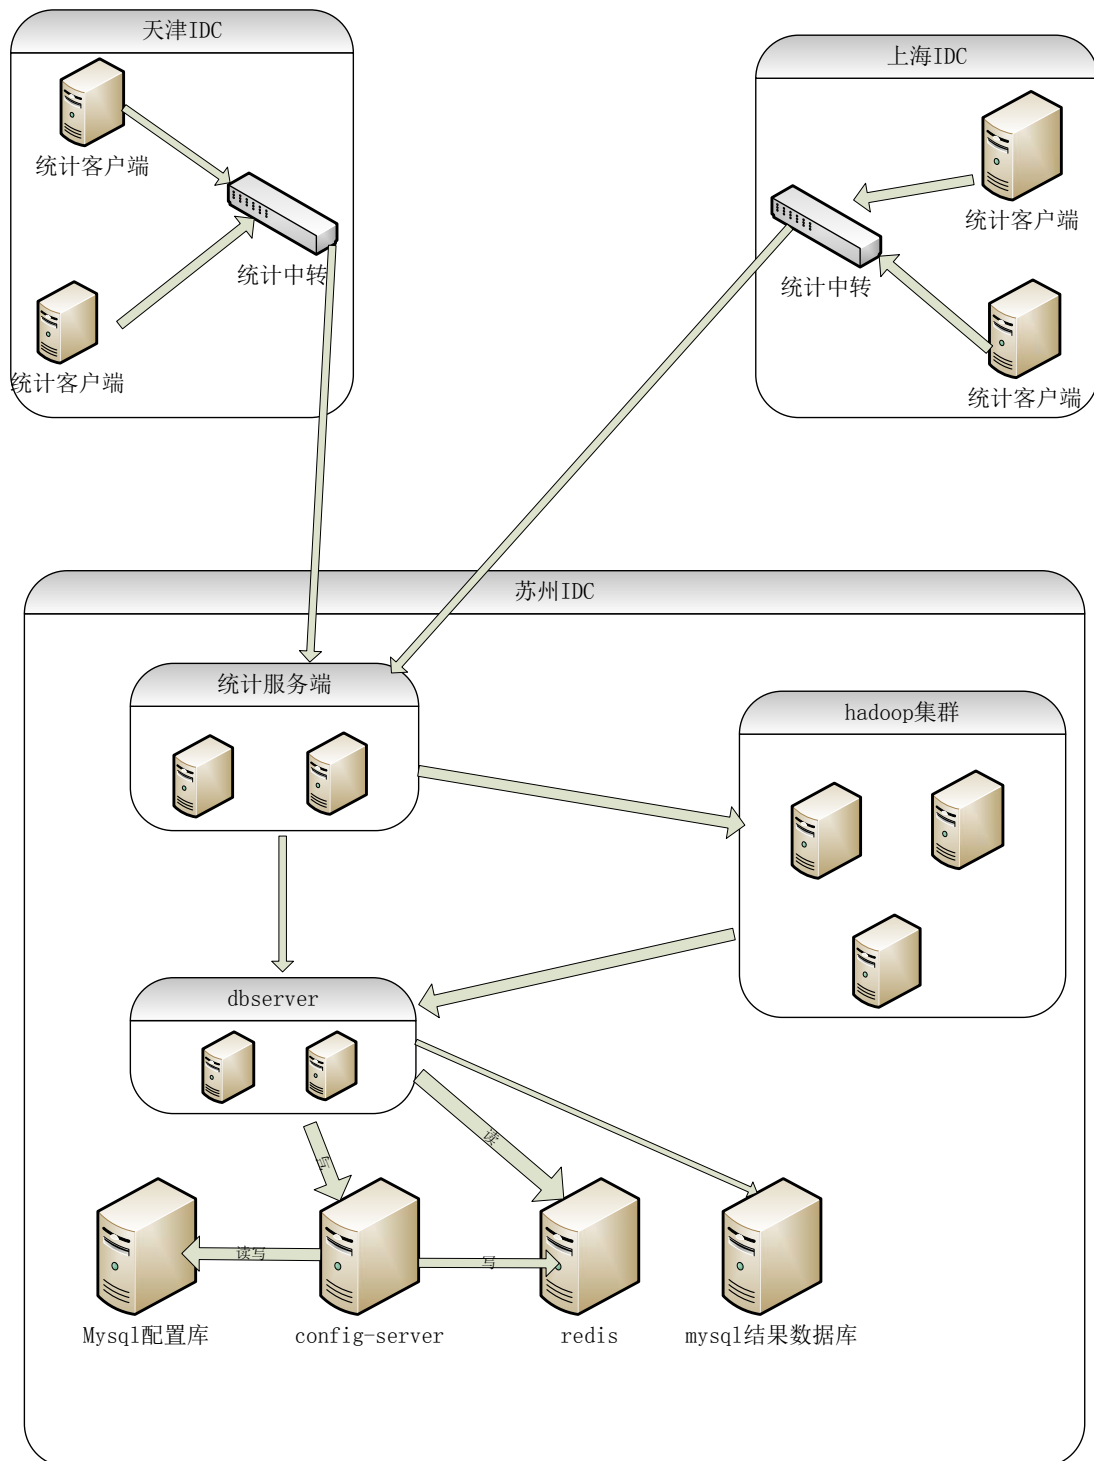 天津IDC
上海IDC
统计客户端
统计客户端
统计中转
统计中转
统计客户端
统计客户端
苏州IDC
统计服务端
hadoop集群
dbserver
读
写
读写
写
Mysql配置库
config-server
redis
mysql结果数据库